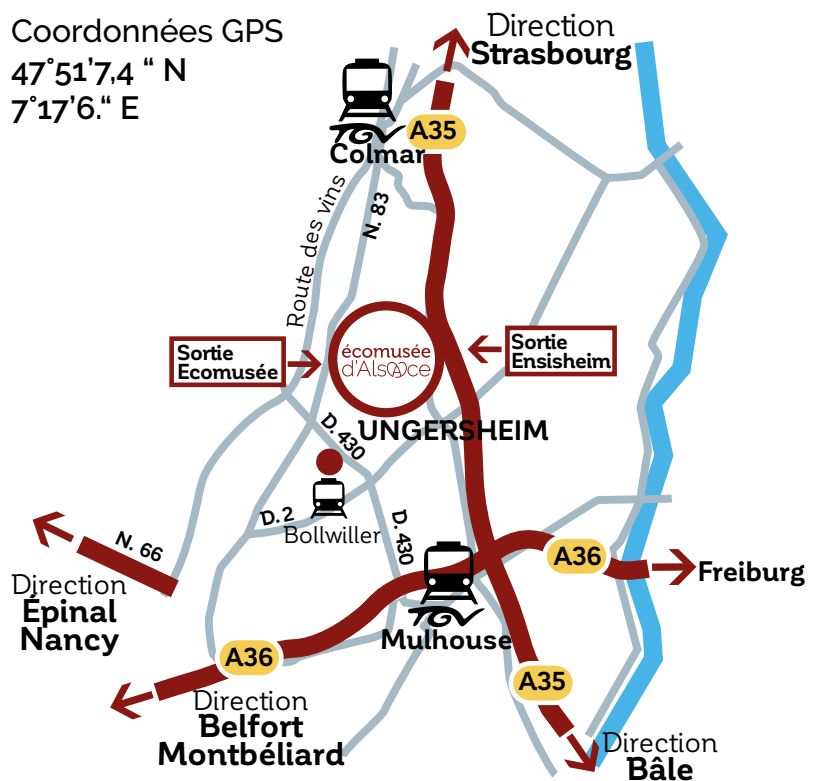 Coordonnées GPS
47°51'7,4 “ N
7°17'6.“ E
Direction
Strasbourg
TGV
Colmar
A35
Route des vins
N. 83
Sortie
Ecomusée
écomusée
d'Alsace
Sortie
Ensisheim
UNGERSHEIM
D. 430
D. 2
Bollwiller
D. 430
N. 66
Direction
Épinal
Nancy
A36
Freiburg
TGV
Mulhouse
A36
Direction
Belfort
Montbéliard
A35
Direction
Bâle